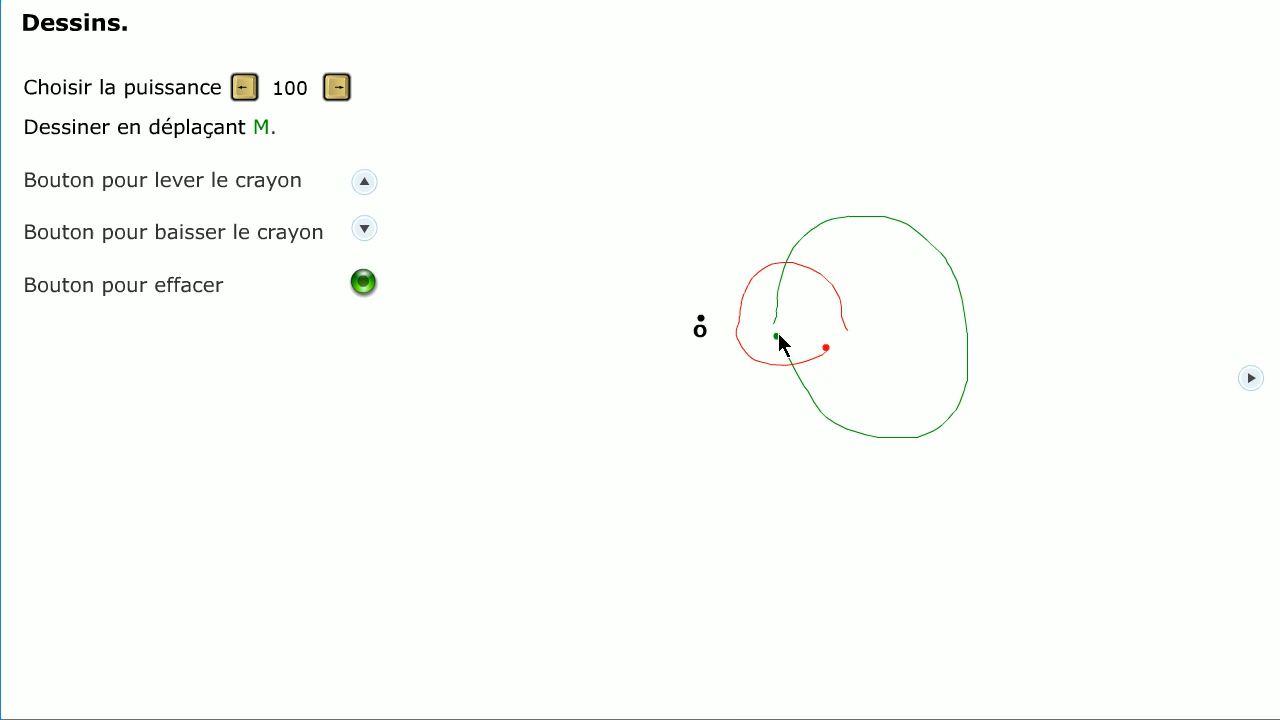 Dessins.
Choisir la puissance 100
Dessiner en déplaçant M.
Bouton pour lever le crayon
Bouton pour baisser le crayon
Bouton pour effacer
o